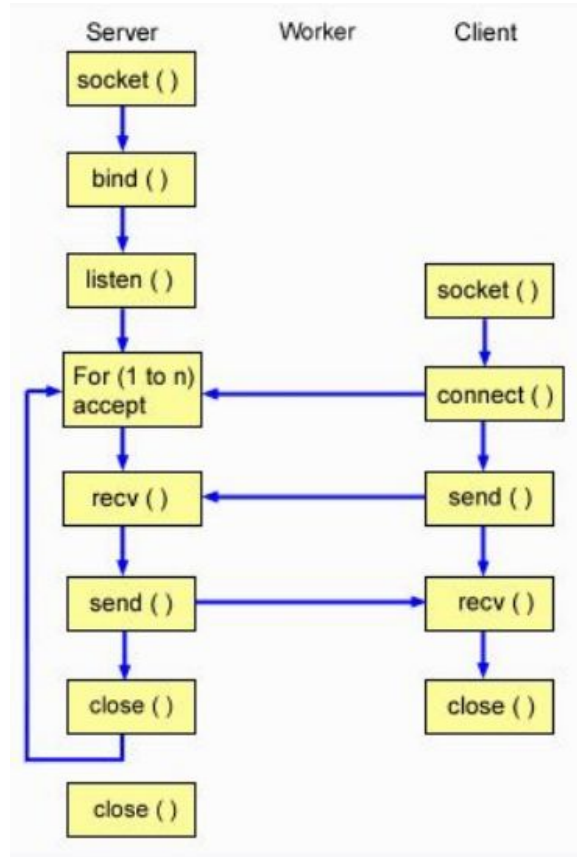 Server
Worker
Client
socket ( )
bind ( )
listen ( )
For (1 to n)
accept
recv ( )
send ( )
close ( )
close ( )
socket ( )
connect ( )
send ( )
recv ( )
close ( )